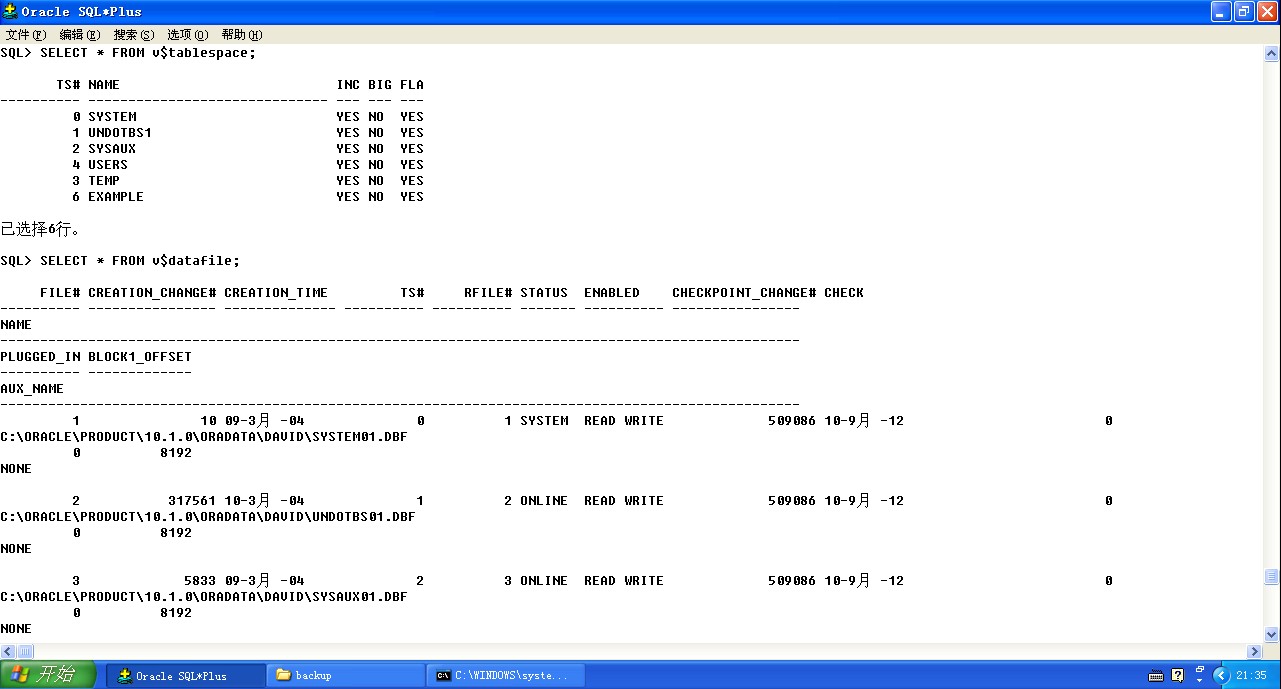 Oracle SQL*Plus
文件(F) 编辑(E) 搜索(S) 选项(O) 帮助(H)
SQL> SELECT * FROM v$tablespace;
       TS# NAME                           INC BIG FLA
---------- ------------------------------ --- --- ---
         0 SYSTEM                         YES NO  YES
         1 UNDOTBS1                       YES NO  YES
         2 SYSAUX                         YES NO  YES
         4 USERS                          YES NO  YES
         3 TEMP                           YES NO  YES
         6 EXAMPLE                        YES NO  YES
已选择6行。
SQL> SELECT * FROM v$datafile;
     FILE# CREATION_CHANGE# CREATION_TIME         TS#     RFILE# STATUS  ENABLED    CHECKPOINT_CHANGE# CHECK
---------- ---------------- -------------- ---------- ---------- ------- ---------- ----------------
NAME
----------------------------------------------------------------------------------------------------
PLUGGED_IN BLOCK1_OFFSET
---------- -------------
AUX_NAME
----------------------------------------------------------------------------------------------------
         1               10 09-3月 -04              0          1 SYSTEM  READ WRITE             509086 10-9月 -12                         0
C:\ORACLE\PRODUCT\10.1.0\ORADATA\DAVID\SYSTEM01.DBF
         0          8192
NONE
         2           317561 10-3月 -04              1          2 ONLINE  READ WRITE             509086 10-9月 -12                         0
C:\ORACLE\PRODUCT\10.1.0\ORADATA\DAVID\UNDOTBS01.DBF
         0          8192
NONE
         3             5833 09-3月 -04              2          3 ONLINE  READ WRITE             509086 10-9月 -12                         0
C:\ORACLE\PRODUCT\10.1.0\ORADATA\DAVID\SYSAUX01.DBF
         0          8192
NONE
开始 Oracle SQL*Plus backup C:\WINDOWS\syste... 21:35